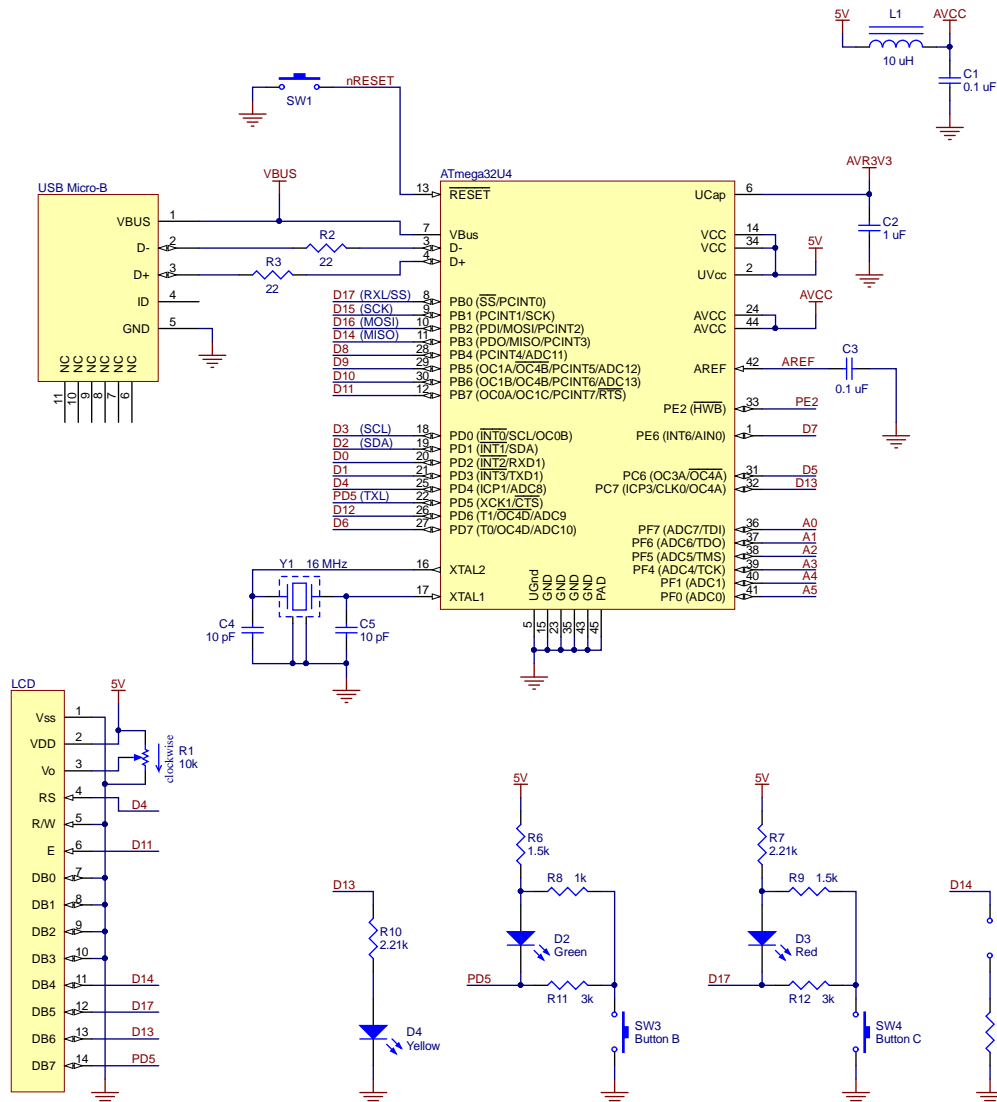 5V
L1
AVCC
10 uH
C1
0.1 uF
nRESET
SW1
USB Micro-B
VBUS
VBUS 1
D- 2
D+ 3
ID 4
GND 5
NC NC NC NC NC NC
11 10 9 8 7 6
R2
22
R3
22
ATmega32U4
13 RESET
7 VBus
3 D-
4 D+
D17 (RXL/SS) 8 PB0 (SS/PCINT0)
D15 (SCK) 9 PB1 (PCINT1/SCK)
D16 (MOSI) 10 PB2 (PDI/MOSI/PCINT2)
D14 (MISO) 11 PB3 (PDO/MISO/PCINT3)
D8 28 PB4 (PCINT4/ADC11)
D9 29 PB5 (OC1A/OC4B/PCINT5/ADC12)
D10 30 PB6 (OC1B/OC4B/PCINT6/ADC13)
D11 12 PB7 (OC0A/OC1C/PCINT7/RTS)
D3 (SCL) 18 PD0 (INT0/SCL/OC0B)
D2 (SDA) 19 PD1 (INT1/SDA)
D0 20 PD2 (INT2/RXD1)
D1 21 PD3 (INT3/TXD1)
D4 25 PD4 (ICP1/ADC8)
PD5 (TXL) 22 PD5 (XCK1/CTS)
D12 26 PD6 (T1/OC4D/ADC9
D6 27 PD7 (T0/OC4D/ADC10)
16 XTAL2
17 XTAL1
UCap 6
AVR3V3
C2
1 uF
VCC 14
VCC 34
UVcc 2
5V
AVCC 24
AVCC 44
AVCC
AREF 42 AREF
C3
0.1 uF
PE2 (HWB) 33 PE2
PE6 (INT6/AIN0) 1 D7
PC6 (OC3A/OC4A) 31 D5
PC7 (ICP3/CLK0/OC4A) 32 D13
PF7 (ADC7/TDI) 36 A0
PF6 (ADC6/TDO) 37 A1
PF5 (ADC5/TMS) 38 A2
PF4 (ADC4/TCK) 39 A3
PF1 (ADC1) 40 A4
PF0 (ADC0) 41 A5
UGnd GND GND GND GND PAD
5 15 23 35 43 45
Y1 16 MHz
C4
10 pF
C5
10 pF
LCD
5V
Vss 1
VDD 2
Vo 3
RS 4 D4
R/W 5
E 6 D11
DB0 7
DB1 8
DB2 9
DB3 10
DB4 11 D14
DB5 12 D17
DB6 13 D13
DB7 14 PD5
clockwise
R1
10k
D13
R10
2.21k
D4
Yellow
5V
R6
1.5k
R8 1k
D2
Green
PD5
R11 3k
SW3
Button B
5V
R7
2.21k
R9 1.5k
D3
Red
D17
R12 3k
SW4
Button C
D14